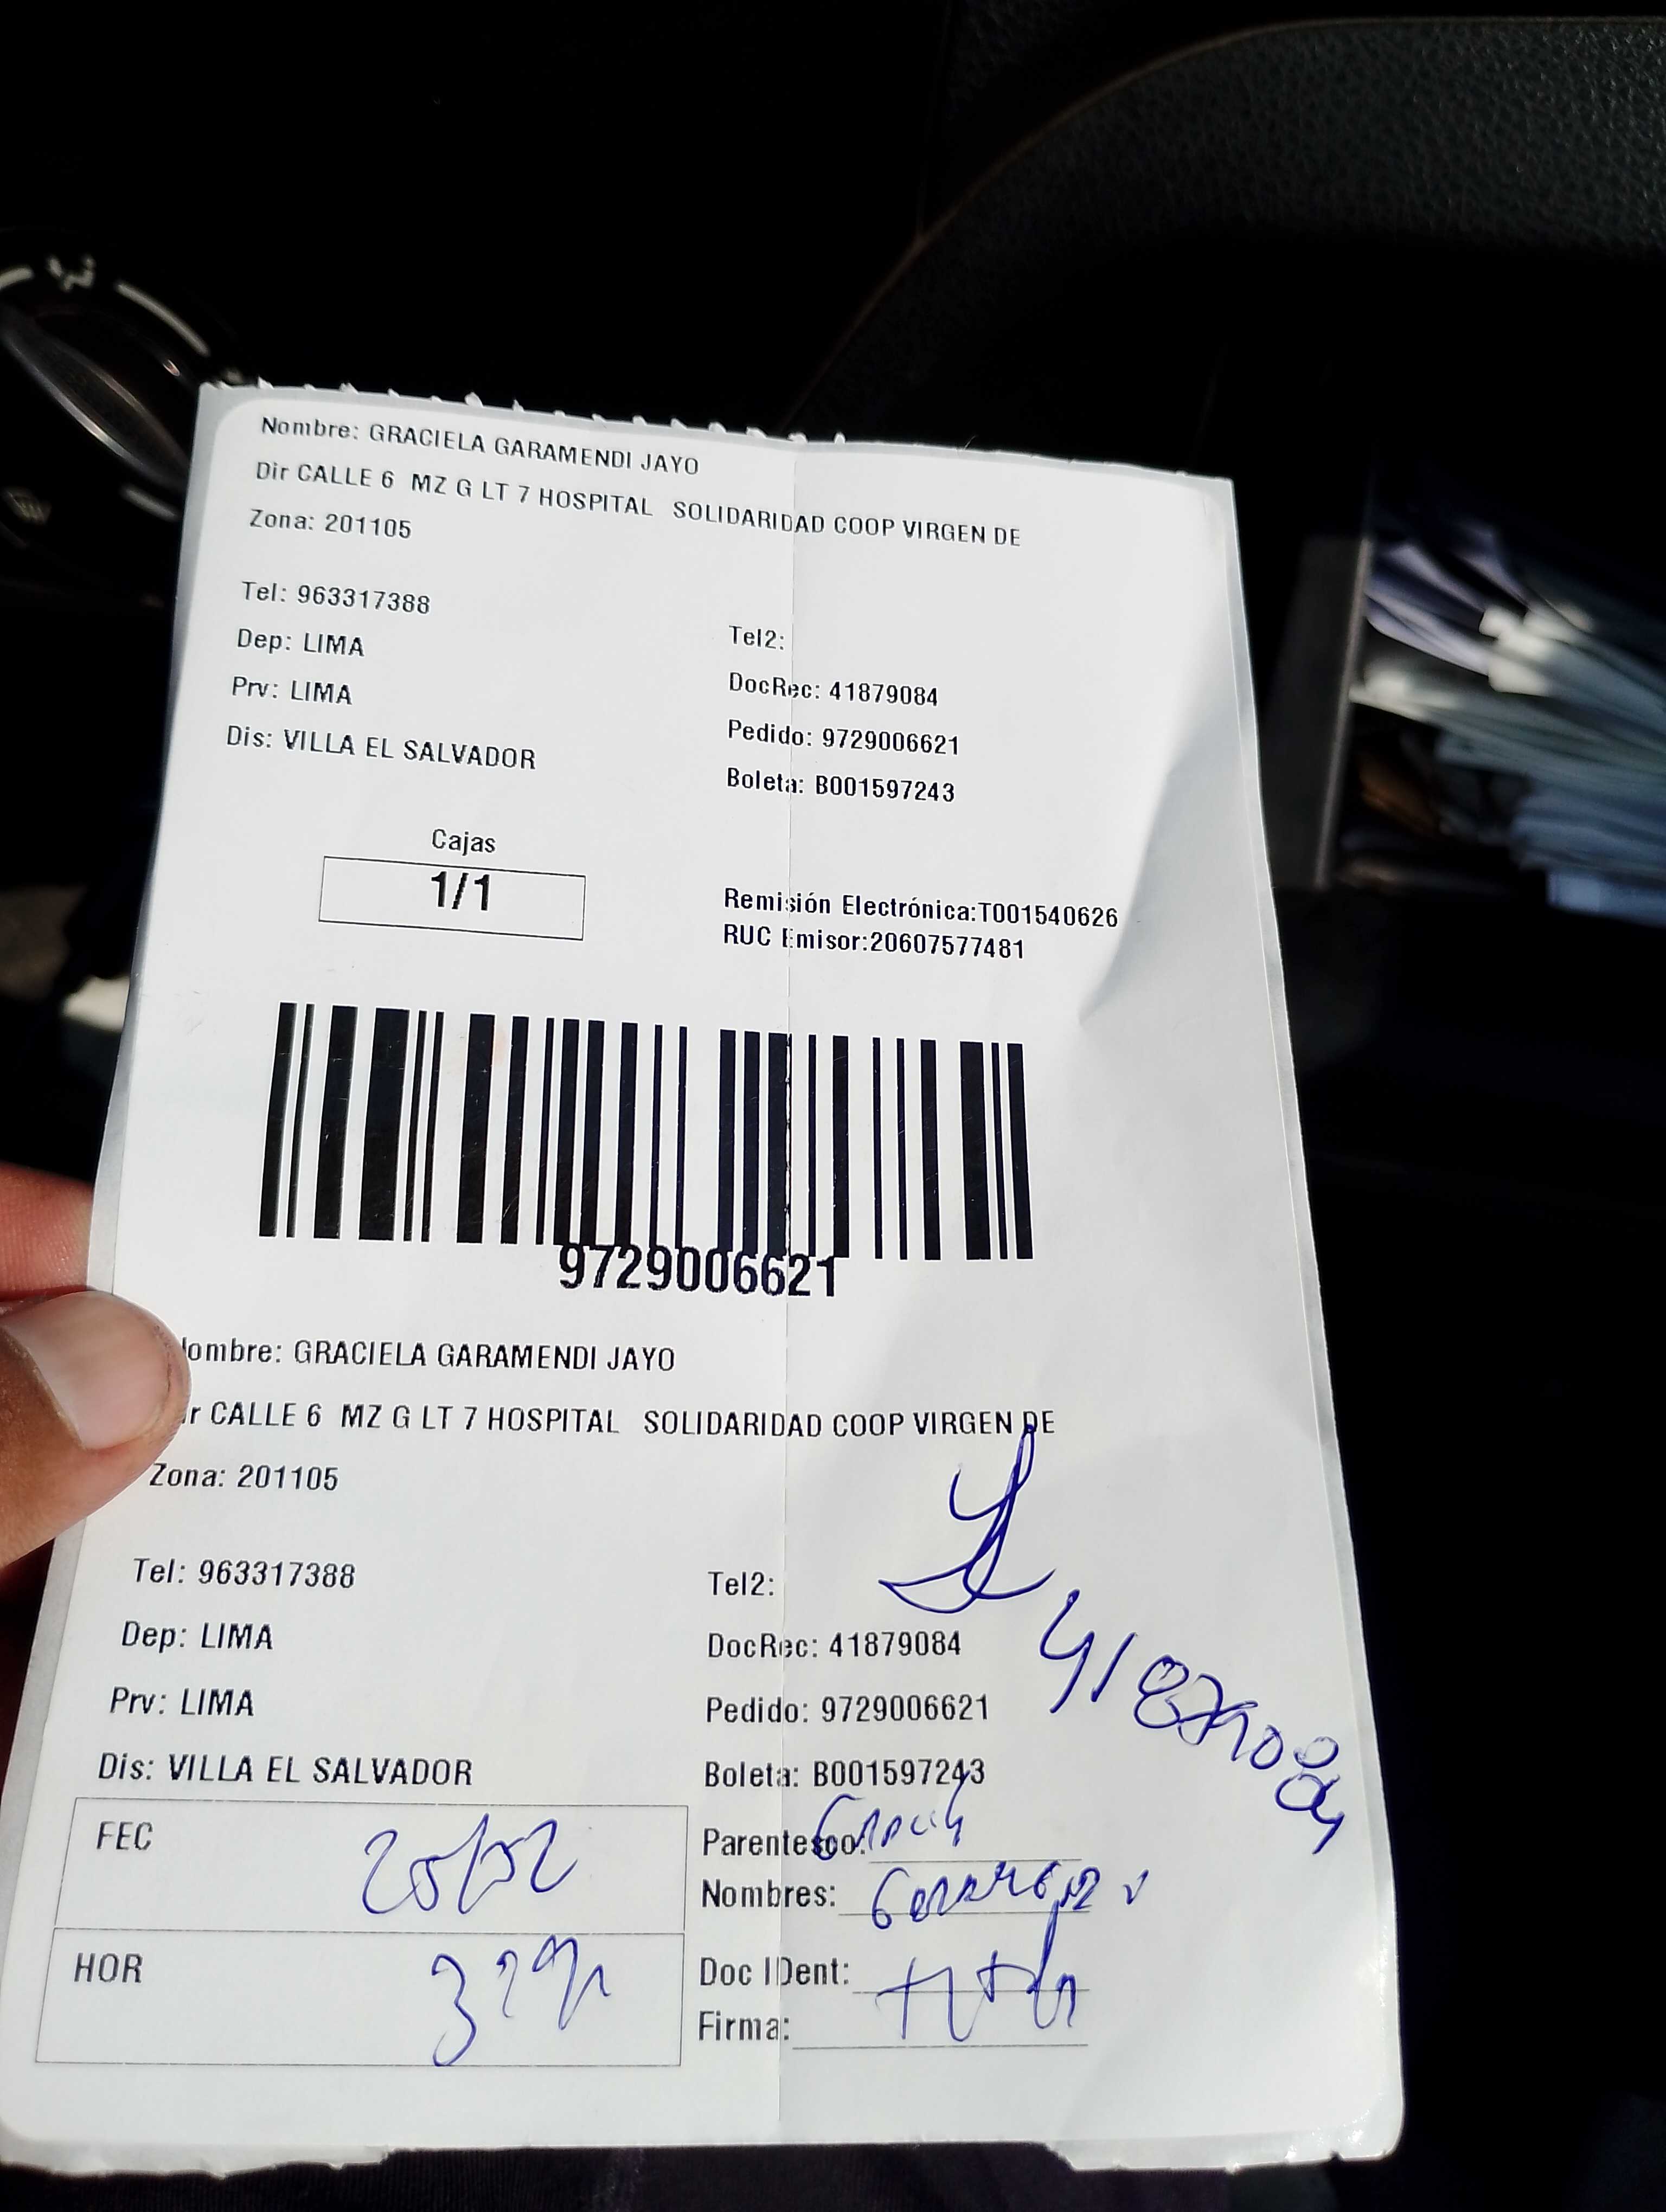 Nombre: GRACIELA GARAMENDI JAYO
Dir CALLE 6 MZ G LT 7 HOSPITAL SOLIDARIDAD COOP VIRGEN DE
Zona: 201105
Tel: 963317388
Tel2:
Dep: LIMA
DocRec: 41879084
Prv: LIMA
Pedido: 9729006621
Dis: VILLA EL SALVADOR
Boleta: B001597243
Cajas
1/1
Remisión Electrónica:T001540626
RUC Emisor:20607577481
9729006621
ombre: GRACIELA GARAMENDI JAYO
r CALLE 6 MZ G LT 7 HOSPITAL SOLIDARIDAD COOP VIRGEN DE
Zona: 201105
Tel: 963317388
Tel2:
Dep: LIMA
DocRec: 41879084
41879084
Prv: LIMA
Pedido: 9729006621
Dis: VILLA EL SALVADOR
Boleta: B001597243
FEC
Parentesco:
Nombres:
HOR
Doc IDent:
Firma: